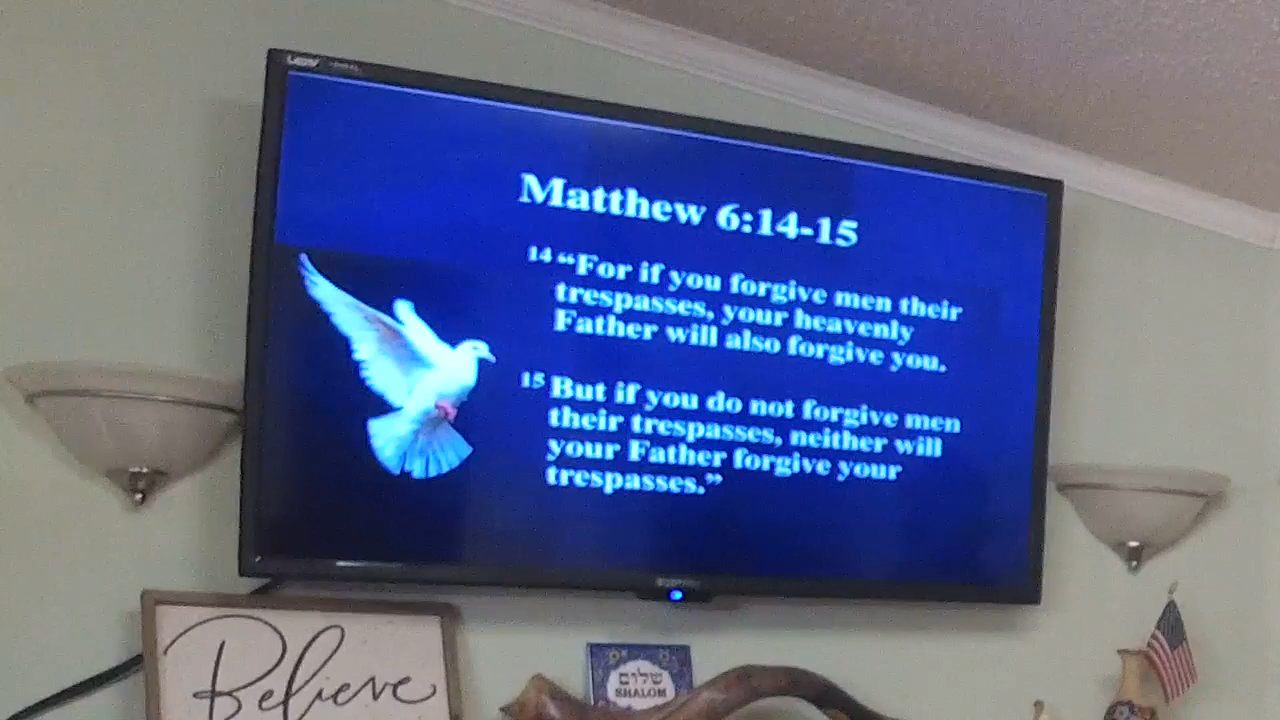 Matthew 6:14-15
14 “For if you forgive men their
trespasses, your heavenly
Father will also forgive you.
15 But if you do not forgive men
their trespasses, neither will
your Father forgive your
trespasses.”
Believe
שלום
SHALOM